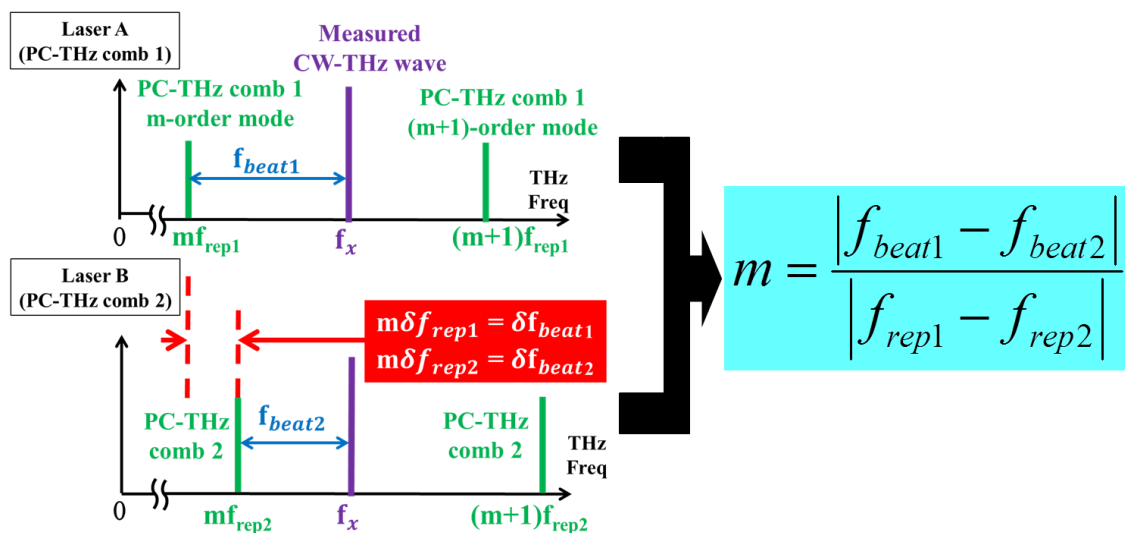 Laser A
(PC-THz comb 1)
Measured
CW-THz wave
PC-THz comb 1
m-order mode
PC-THz comb 1
(m+1)-order mode
f_beat1
THz
Freq
0
mf_rep1
f_x
(m+1)f_rep1
Laser B
(PC-THz comb 2)
mδf_rep1 = δf_beat1
mδf_rep2 = δf_beat2
PC-THz
comb 2
f_beat2
PC-THz
comb 2
THz
Freq
0
mf_rep2
f_x
(m+1)f_rep2
m = |f_beat1 − f_beat2| / |f_rep1 − f_rep2|